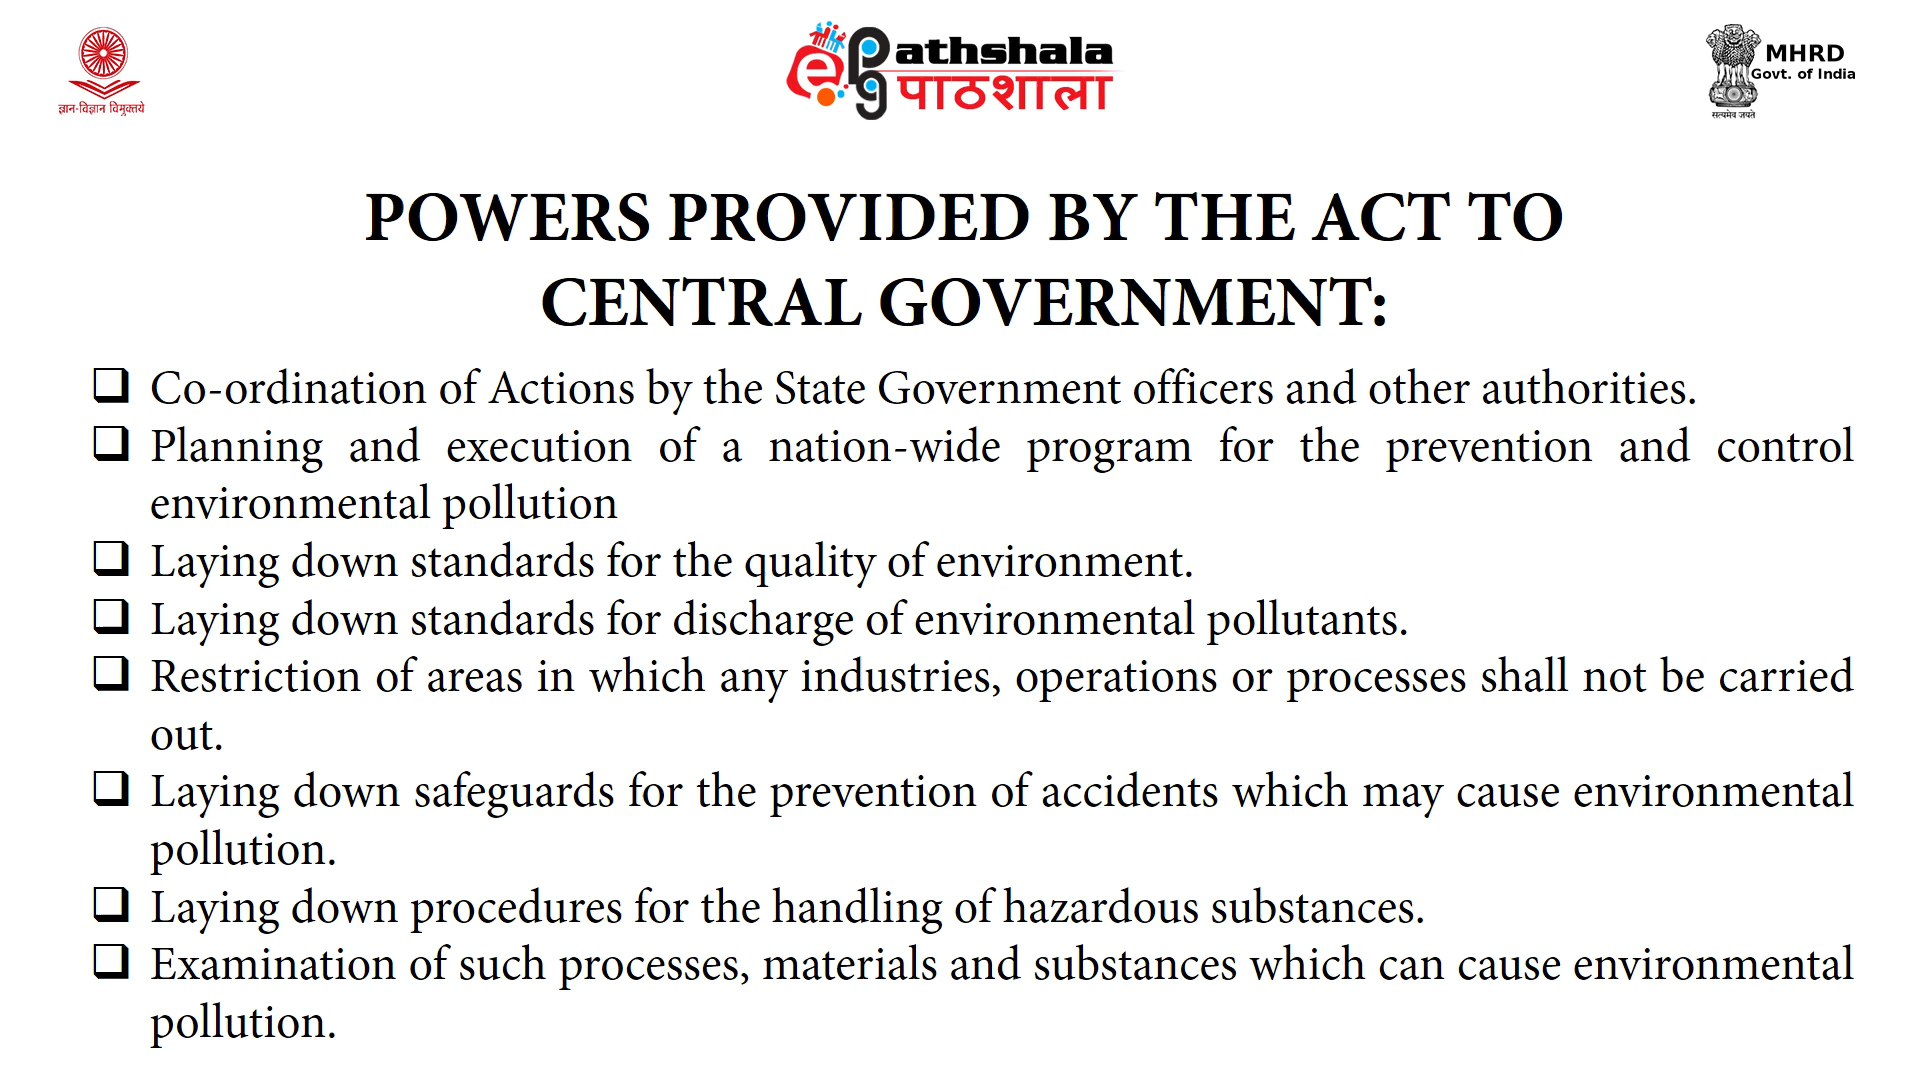 ज्ञान-विज्ञान विमुक्तये
e Pg athshala
पाठशाला
MHRD
Govt. of India
सत्यमेव जयते
POWERS PROVIDED BY THE ACT TO
CENTRAL GOVERNMENT:
❑ Co-ordination of Actions by the State Government officers and other authorities.
❑ Planning and execution of a nation-wide program for the prevention and control
environmental pollution
❑ Laying down standards for the quality of environment.
❑ Laying down standards for discharge of environmental pollutants.
❑ Restriction of areas in which any industries, operations or processes shall not be carried
out.
❑ Laying down safeguards for the prevention of accidents which may cause environmental
pollution.
❑ Laying down procedures for the handling of hazardous substances.
❑ Examination of such processes, materials and substances which can cause environmental
pollution.